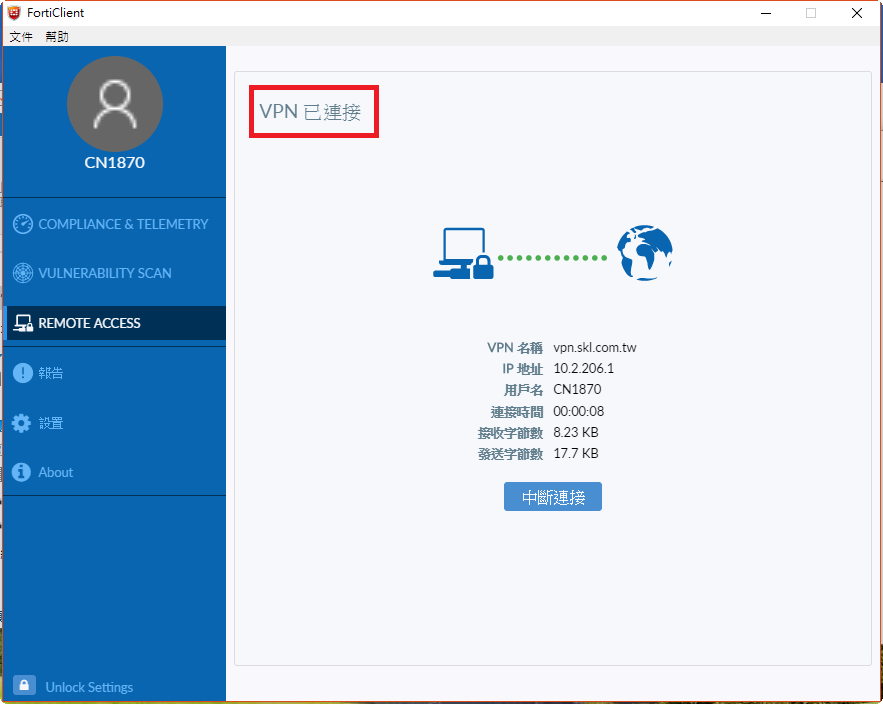 FortiClient
文件 幫助
CN1870
COMPLIANCE & TELEMETRY
VULNERABILITY SCAN
REMOTE ACCESS
報告
設置
About
Unlock Settings
VPN 已連接
VPN 名稱 vpn.skl.com.tw
IP 地址 10.2.206.1
用戶名 CN1870
連接時間 00:00:08
接收字節數 8.23 KB
發送字節數 17.7 KB
中斷連接